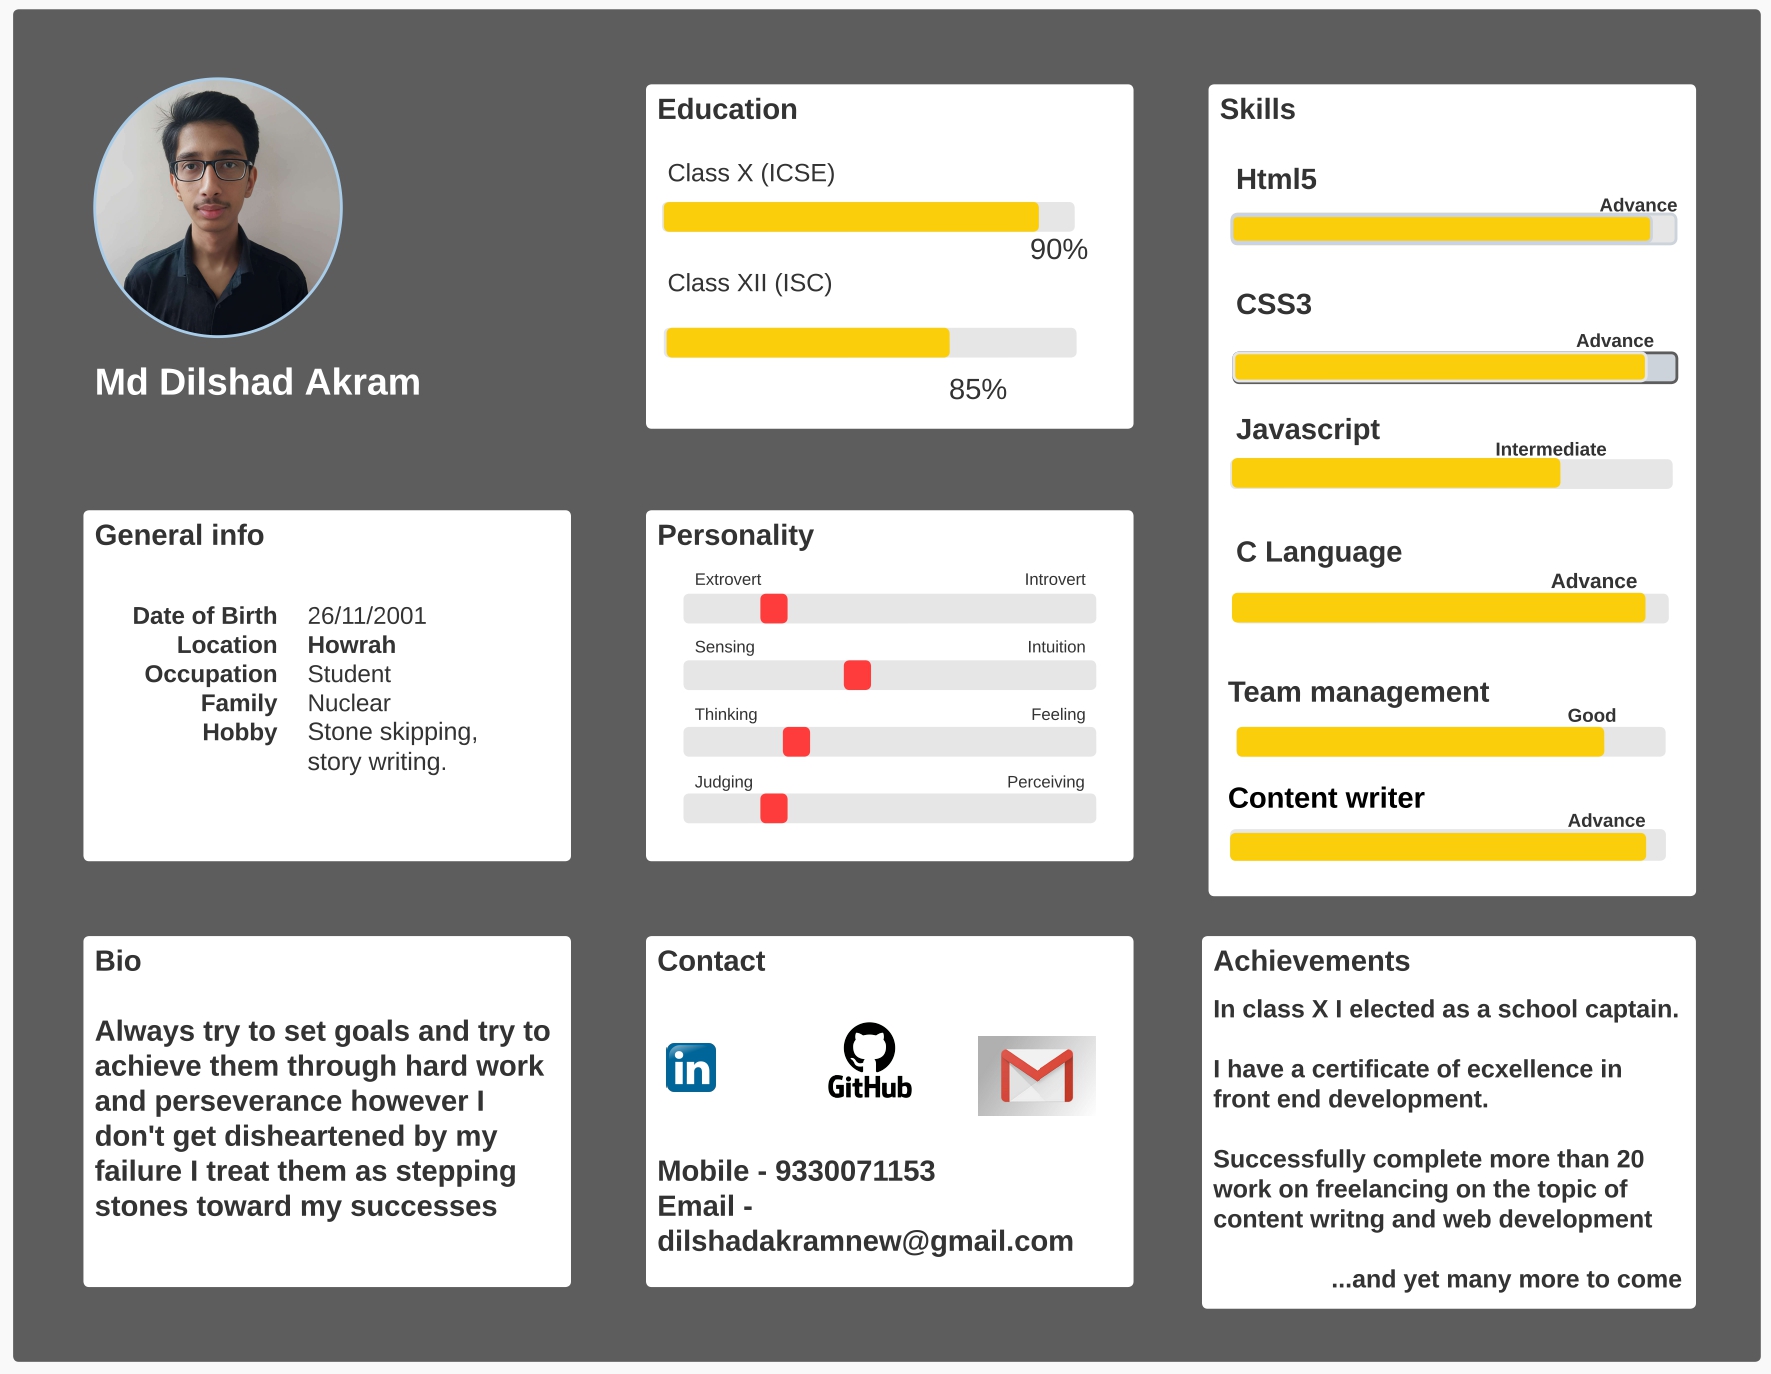 Md Dilshad Akram
Education
Class X (ICSE)
90%
Class XII (ISC)
85%
Skills
Html5
Advance
CSS3
Advance
Javascript
Intermediate
C Language
Advance
Team management
Good
Content writer
Advance
General info
Date of Birth 26/11/2001
Location Howrah
Occupation Student
Family Nuclear
Hobby Stone skipping,
story writing.
Personality
Extrovert Introvert
Sensing Intuition
Thinking Feeling
Judging Perceiving
Bio
Always try to set goals and try to
achieve them through hard work
and perseverance however I
don't get disheartened by my
failure I treat them as stepping
stones toward my successes
Contact
in
GitHub
Mobile - 9330071153
Email -
dilshadakramnew@gmail.com
Achievements
In class X I elected as a school captain.
I have a certificate of ecxellence in
front end development.
Successfully complete more than 20
work on freelancing on the topic of
content writng and web development
...and yet many more to come